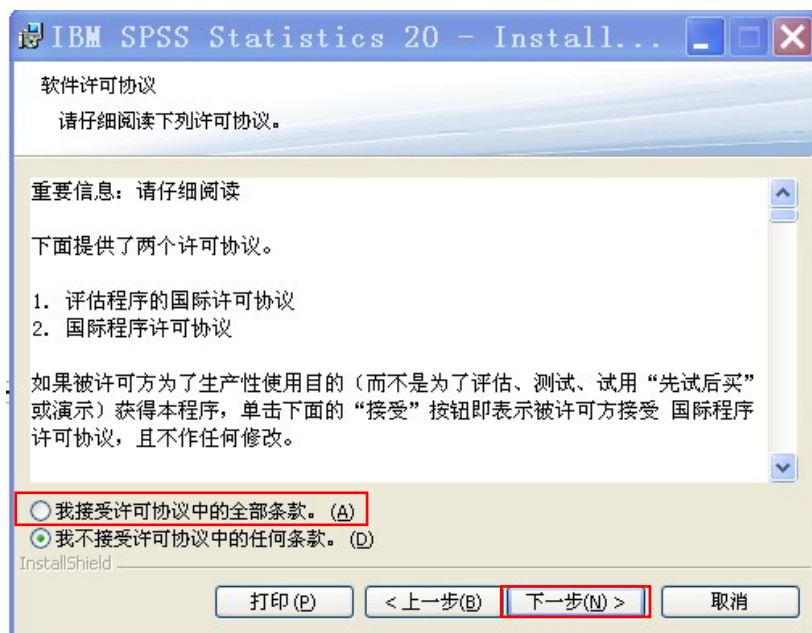 IBM SPSS Statistics 20 - Install...
软件许可协议
请仔细阅读下列许可协议。
重要信息: 请仔细阅读
下面提供了两个许可协议。
1. 评估程序的国际许可协议
2. 国际程序许可协议
如果被许可方为了生产性使用目的（而不是为了评估、测试、试用“先试后买”
或演示）获得本程序，单击下面的“接受”按钮即表示被许可方接受 国际程序
许可协议，且不作任何修改。
我接受许可协议中的全部条款。(A)
我不接受许可协议中的任何条款。(D)
InstallShield
打印(P) < 上一步(B) 下一步(N) > 取消